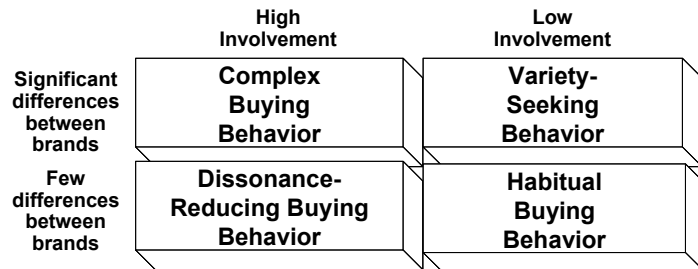 High
Involvement
Low
Involvement
Significant
differences
between
brands
Complex
Buying
Behavior
Variety-
Seeking
Behavior
Few
differences
between
brands
Dissonance-
Reducing Buying
Behavior
Habitual
Buying
Behavior